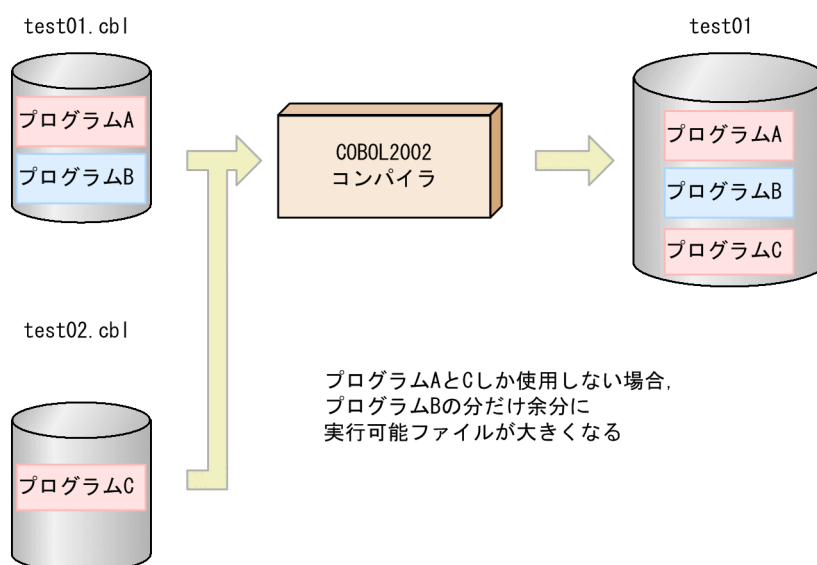 test01.cbl
プログラムA
プログラムB
COBOL2002
コンパイラ
test01
プログラムA
プログラムB
プログラムC
test02.cbl
プログラムC
プログラムAとCしか使用しない場合,
プログラムBの分だけ余分に
実行可能ファイルが大きくなる